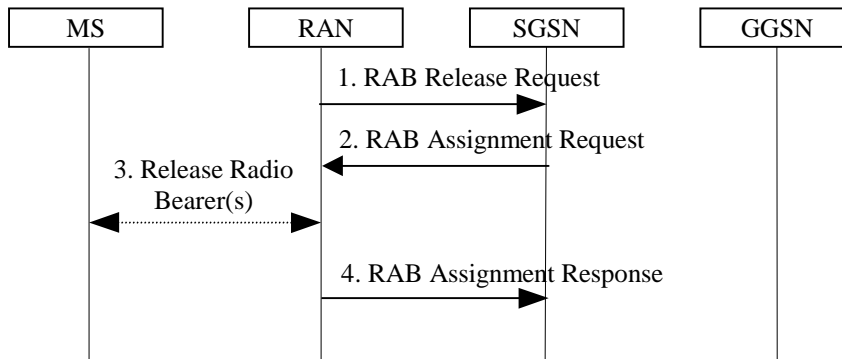 MS
RAN
SGSN
GGSN
1. RAB Release Request
2. RAB Assignment Request
3. Release Radio
Bearer(s)
4. RAB Assignment Response